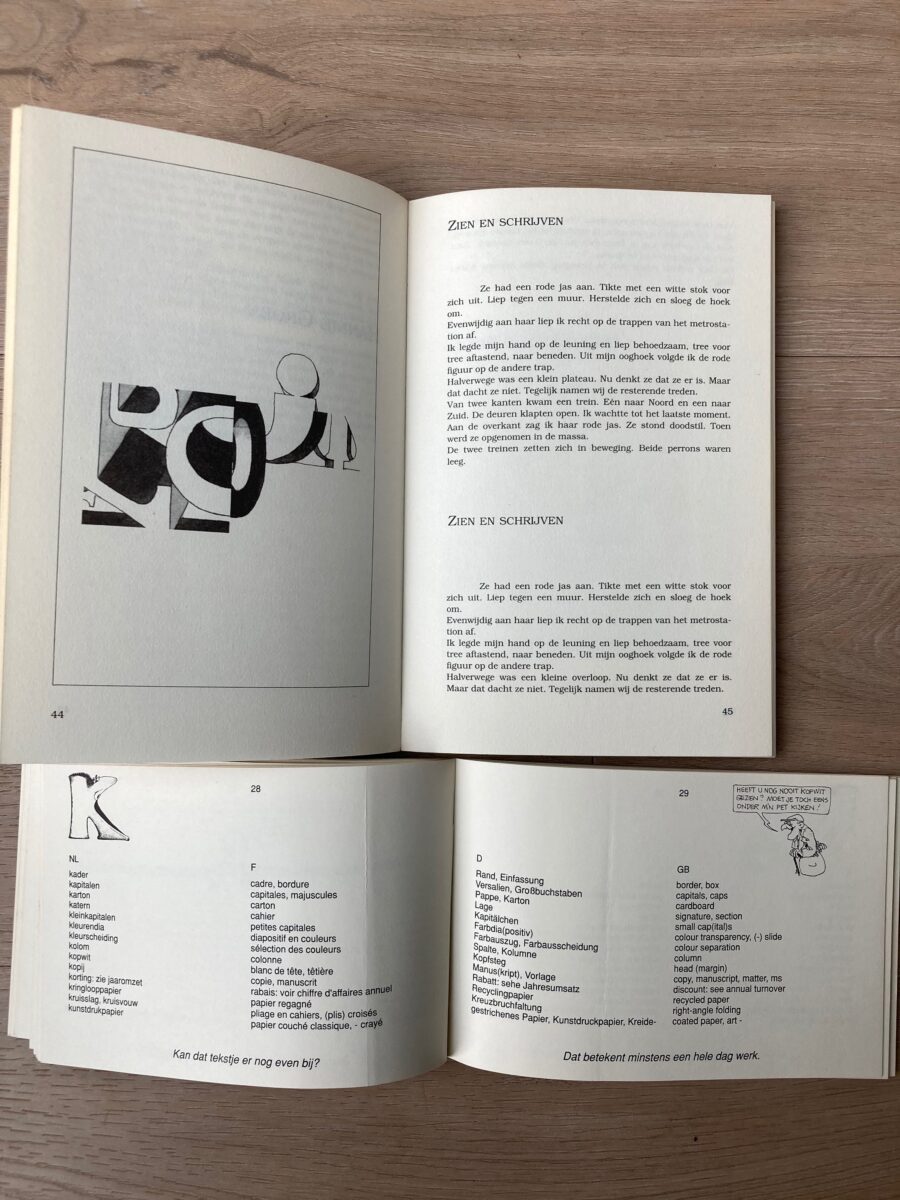 44
ZIEN EN SCHRIJVEN
Ze had een rode jas aan. Tikte met een witte stok voor
zich uit. Liep tegen een muur. Herstelde zich en sloeg de hoek
om.
Evenwijdig aan haar liep ik recht op de trappen van het metrosta-
tion af.
Ik legde mijn hand op de leuning en liep behoedzaam, tree voor
tree aftastend, naar beneden. Uit mijn ooghoek volgde ik de rode
figuur op de andere trap.
Halverwege was een klein plateau. Nu denkt ze dat ze er is. Maar
dat dacht ze niet. Tegelijk namen wij de resterende treden.
Van twee kanten kwam een trein. Eén naar Noord en een naar
Zuid. De deuren klapten open. Ik wachtte tot het laatste moment.
Aan de overkant zag ik haar rode jas. Ze stond doodstil. Toen
werd ze opgenomen in de massa.
De twee treinen zetten zich in beweging. Beide perrons waren
leeg.
ZIEN EN SCHRIJVEN
Ze had een rode jas aan. Tikte met een witte stok voor
zich uit. Liep tegen een muur. Herstelde zich en sloeg de hoek
om.
Evenwijdig aan haar liep ik recht op de trappen van het metrosta-
tion af.
Ik legde mijn hand op de leuning en liep behoedzaam, tree voor
tree aftastend, naar beneden. Uit mijn ooghoek volgde ik de rode
figuur op de andere trap.
Halverwege was een kleine overloop. Nu denkt ze dat ze er is.
Maar dat dacht ze niet. Tegelijk namen wij de resterende treden.
45
K
28
NL
kader
kapitalen
karton
katern
kleinkapitalen
kleurendia
kleurscheiding
kolom
kopwit
kopij
korting: zie jaaromzet
kringlooppapier
kruisslag, kruisvouw
kunstdrukpapier
F
cadre, bordure
capitales, majuscules
carton
cahier
petites capitales
diapositif en couleurs
sélection des couleurs
colonne
blanc de tête, têtière
copie, manuscrit
rabais: voir chiffre d'affaires annuel
papier regagné
pliage en cahiers, (plis) croisés
papier couché classique, - crayé
Kan dat tekstje er nog even bij?
29
HEEFT U NOG NOOIT KOPWIT
GEZIEN? MOET JE TOCH EENS
ONDER M'N PET KIJKEN!
D
Rand, Einfassung
Versalien, Großbuchstaben
Pappe, Karton
Lage
Kapitälchen
Farbdia(positiv)
Farbauszug, Farbausscheidung
Spalte, Kolumne
Kopfsteg
Manus(kript), Vorlage
Rabatt: sehe Jahresumsatz
Recyclingpapier
Kreuzbruchfaltung
gestrichenes Papier, Kunstdruckpapier, Kreide-
GB
border, box
capitals, caps
cardboard
signature, section
small cap(ital)s
colour transparency, (-) slide
colour separation
column
head (margin)
copy, manuscript, matter, ms
discount: see annual turnover
recycled paper
right-angle folding
coated paper, art -
Dat betekent minstens een hele dag werk.